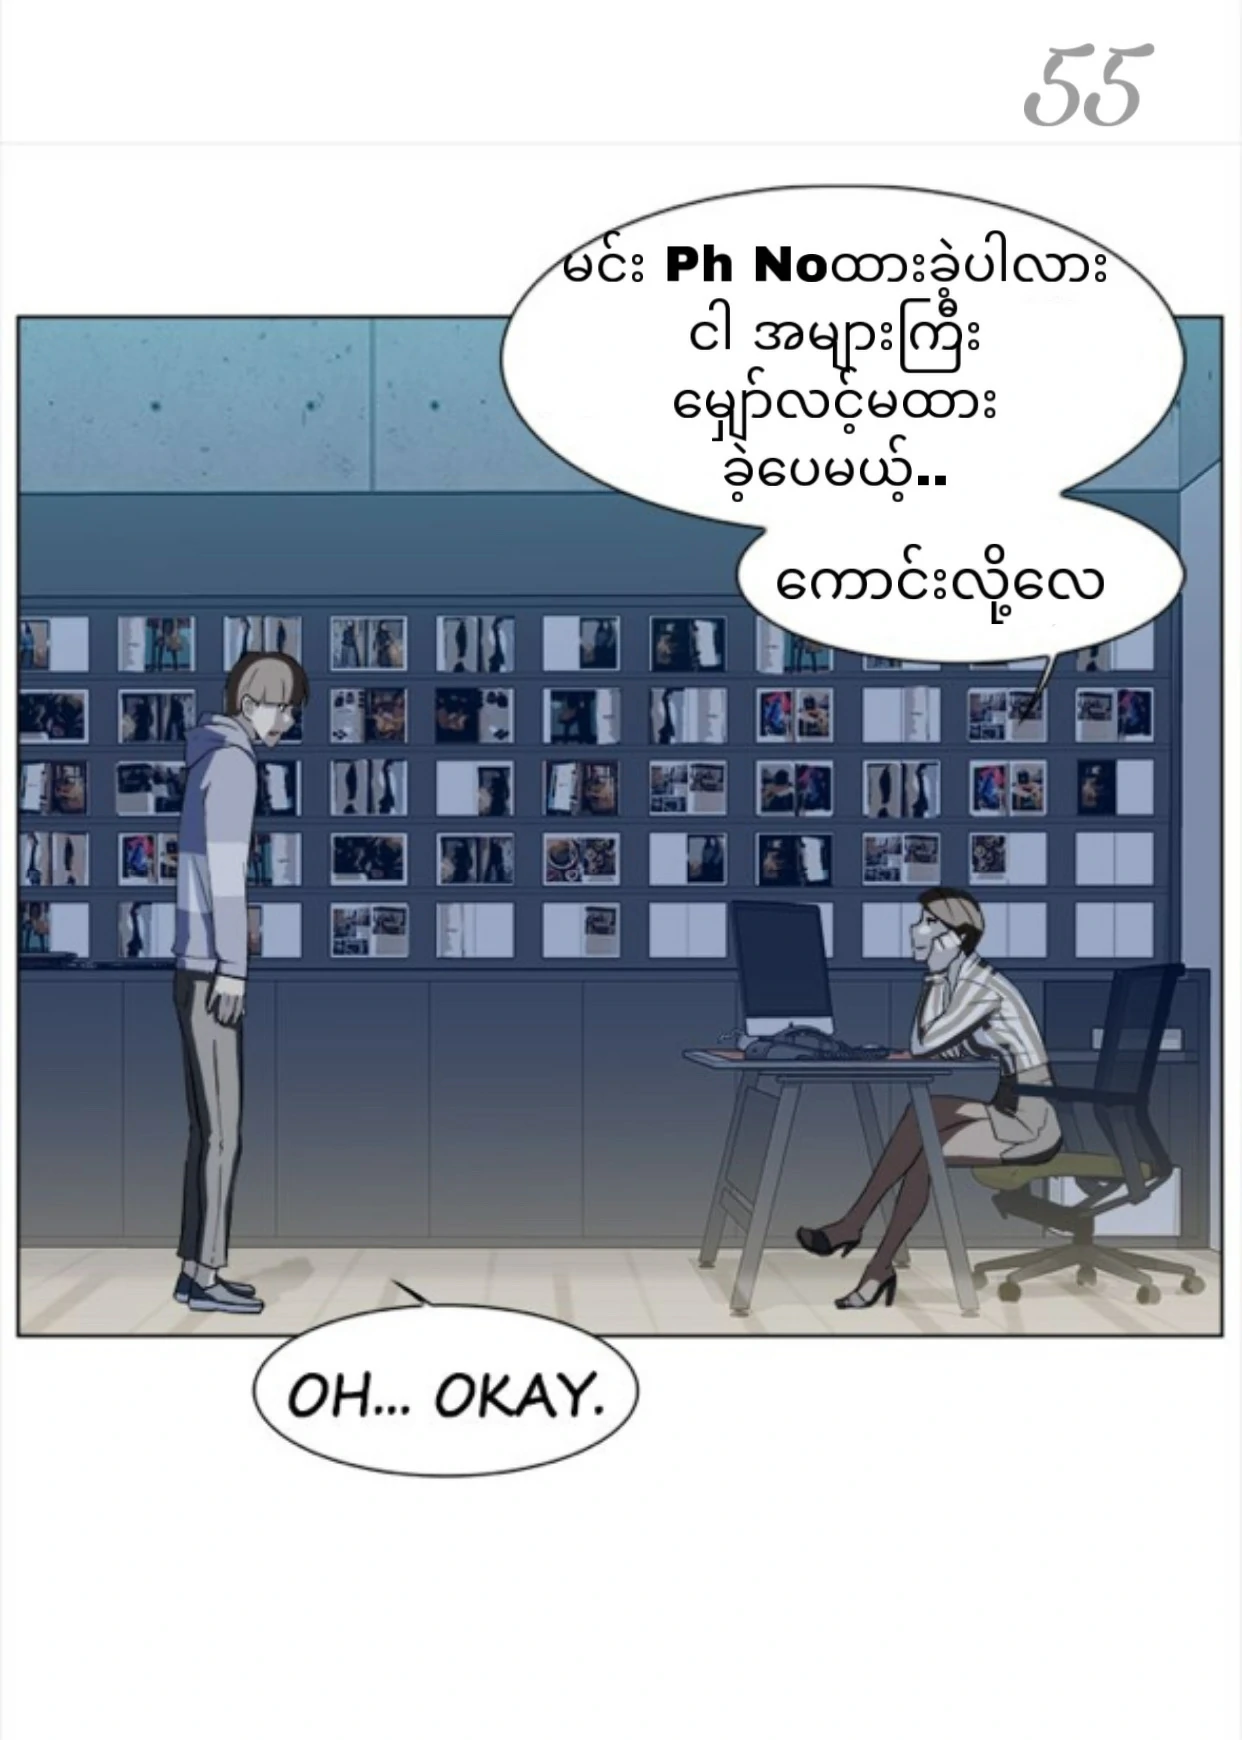 55
မင်း Ph Noထားခဲ့ပါလား
ငါ အများကြီး
မျှော်လင့်မထား
ခဲ့ပေမယ့်..
ကောင်းလို့လေ
OH... OKAY.